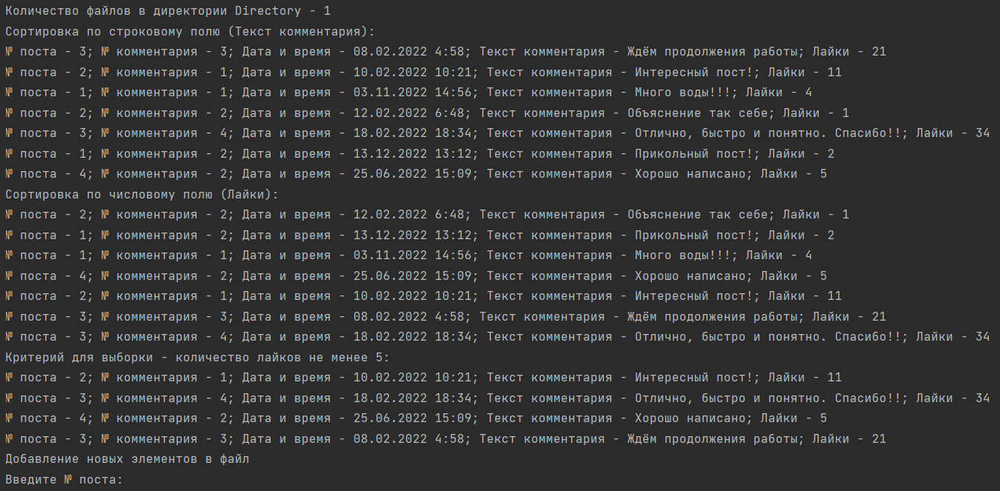 Количество файлов в директории Directory - 1
Сортировка по строковому полю (Текст комментария):
№ поста - 3; № комментария - 3; Дата и время - 08.02.2022 4:58; Текст комментария - Ждём продолжения работы; Лайки - 21
№ поста - 2; № комментария - 1; Дата и время - 10.02.2022 10:21; Текст комментария - Интересный пост!; Лайки - 11
№ поста - 1; № комментария - 1; Дата и время - 03.11.2022 14:56; Текст комментария - Много воды!!!; Лайки - 4
№ поста - 2; № комментария - 2; Дата и время - 12.02.2022 6:48; Текст комментария - Объяснение так себе; Лайки - 1
№ поста - 3; № комментария - 4; Дата и время - 18.02.2022 18:34; Текст комментария - Отлично, быстро и понятно. Спасибо!!; Лайки - 34
№ поста - 1; № комментария - 2; Дата и время - 13.12.2022 13:12; Текст комментария - Прикольный пост!; Лайки - 2
№ поста - 4; № комментария - 2; Дата и время - 25.06.2022 15:09; Текст комментария - Хорошо написано; Лайки - 5
Сортировка по числовому полю (Лайки):
№ поста - 2; № комментария - 2; Дата и время - 12.02.2022 6:48; Текст комментария - Объяснение так себе; Лайки - 1
№ поста - 1; № комментария - 2; Дата и время - 13.12.2022 13:12; Текст комментария - Прикольный пост!; Лайки - 2
№ поста - 1; № комментария - 1; Дата и время - 03.11.2022 14:56; Текст комментария - Много воды!!!; Лайки - 4
№ поста - 4; № комментария - 2; Дата и время - 25.06.2022 15:09; Текст комментария - Хорошо написано; Лайки - 5
№ поста - 2; № комментария - 1; Дата и время - 10.02.2022 10:21; Текст комментария - Интересный пост!; Лайки - 11
№ поста - 3; № комментария - 3; Дата и время - 08.02.2022 4:58; Текст комментария - Ждём продолжения работы; Лайки - 21
№ поста - 3; № комментария - 4; Дата и время - 18.02.2022 18:34; Текст комментария - Отлично, быстро и понятно. Спасибо!!; Лайки - 34
Критерий для выборки - количество лайков не менее 5:
№ поста - 2; № комментария - 1; Дата и время - 10.02.2022 10:21; Текст комментария - Интересный пост!; Лайки - 11
№ поста - 3; № комментария - 4; Дата и время - 18.02.2022 18:34; Текст комментария - Отлично, быстро и понятно. Спасибо!!; Лайки - 34
№ поста - 4; № комментария - 2; Дата и время - 25.06.2022 15:09; Текст комментария - Хорошо написано; Лайки - 5
№ поста - 3; № комментария - 3; Дата и время - 08.02.2022 4:58; Текст комментария - Ждём продолжения работы; Лайки - 21
Добавление новых элементов в файл
Введите № поста: